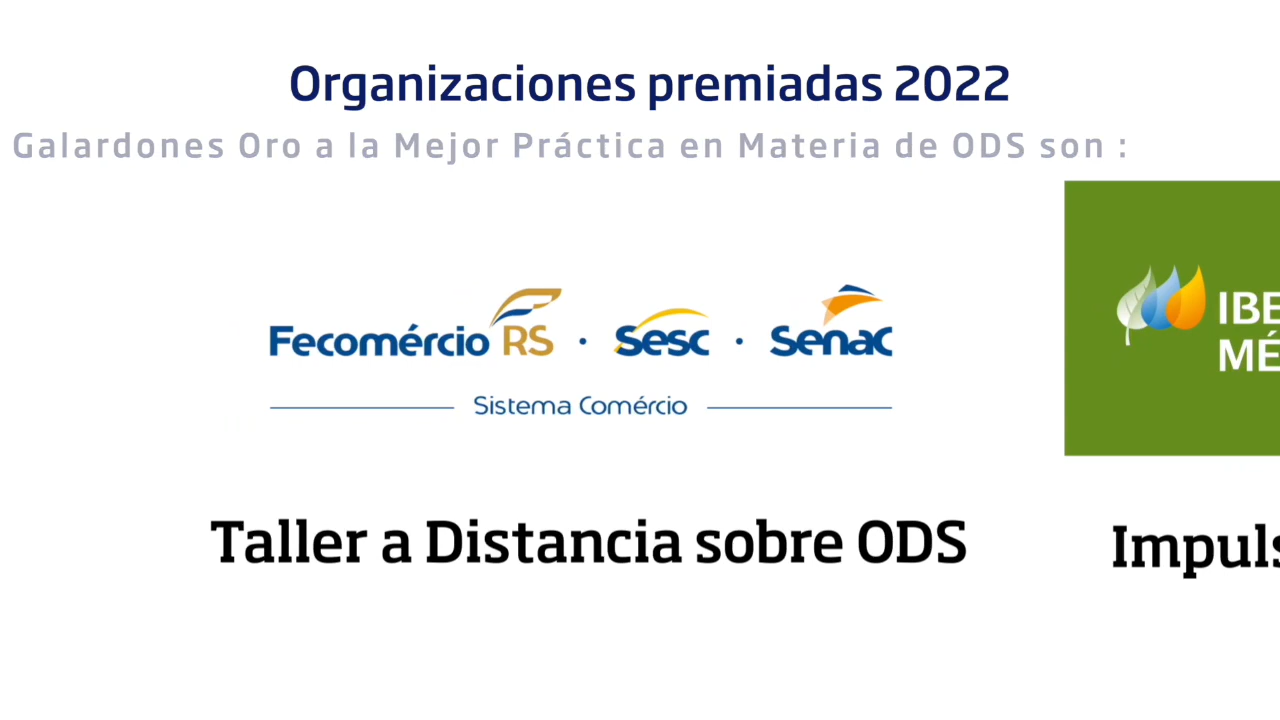 Organizaciones premiadas 2022
Galardones Oro a la Mejor Práctica en Materia de ODS son :
Fecomércio RS • Sesc • Senac
Sistema Comércio
Taller a Distancia sobre ODS